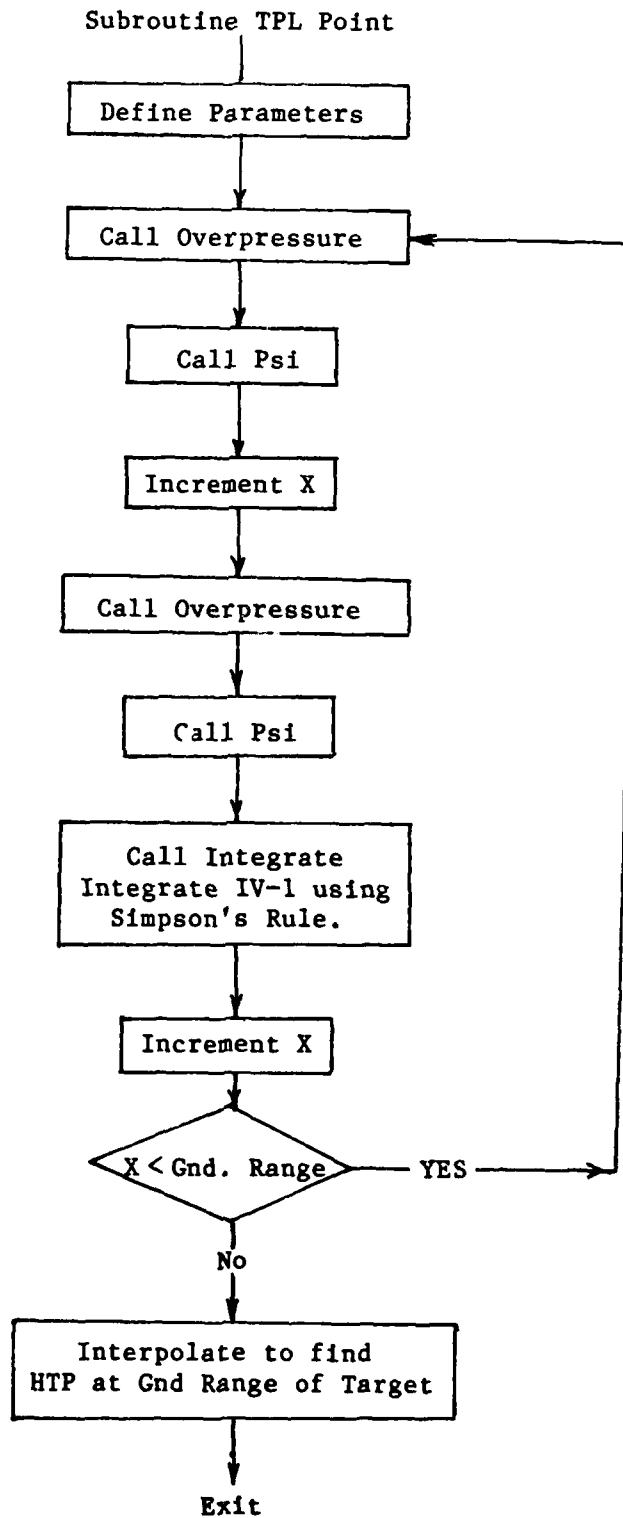 Subroutine TPL Point
Define Parameters
Call Overpressure
Call Psi
Increment X
Call Overpressure
Call Psi
Call Integrate
Integrate IV-1 using
Simpson's Rule.
Increment X
X < Gnd. Range
YES
No
Interpolate to find
HTP at Gnd Range of Target
Exit